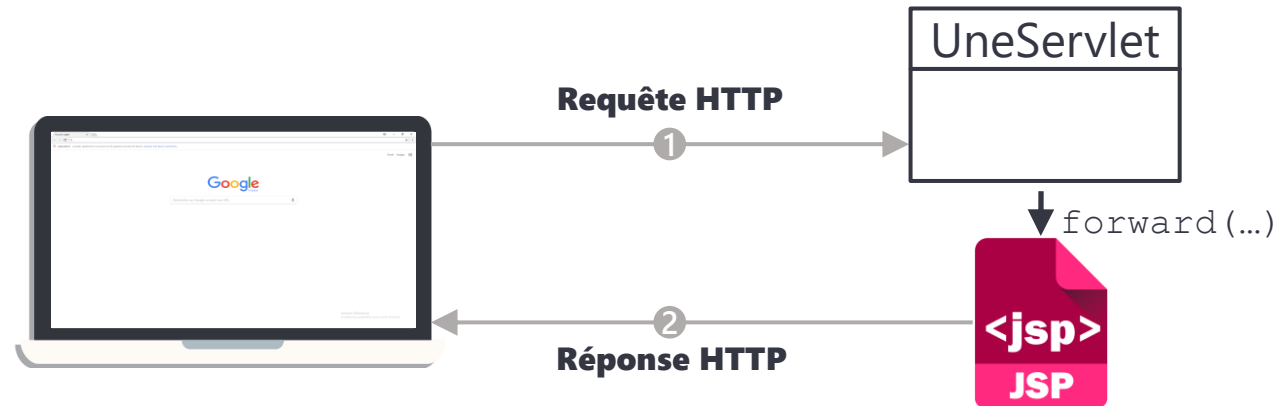 UneServlet
Requête HTTP
1
forward(…)
Google
2
<jsp>
Réponse HTTP
JSP